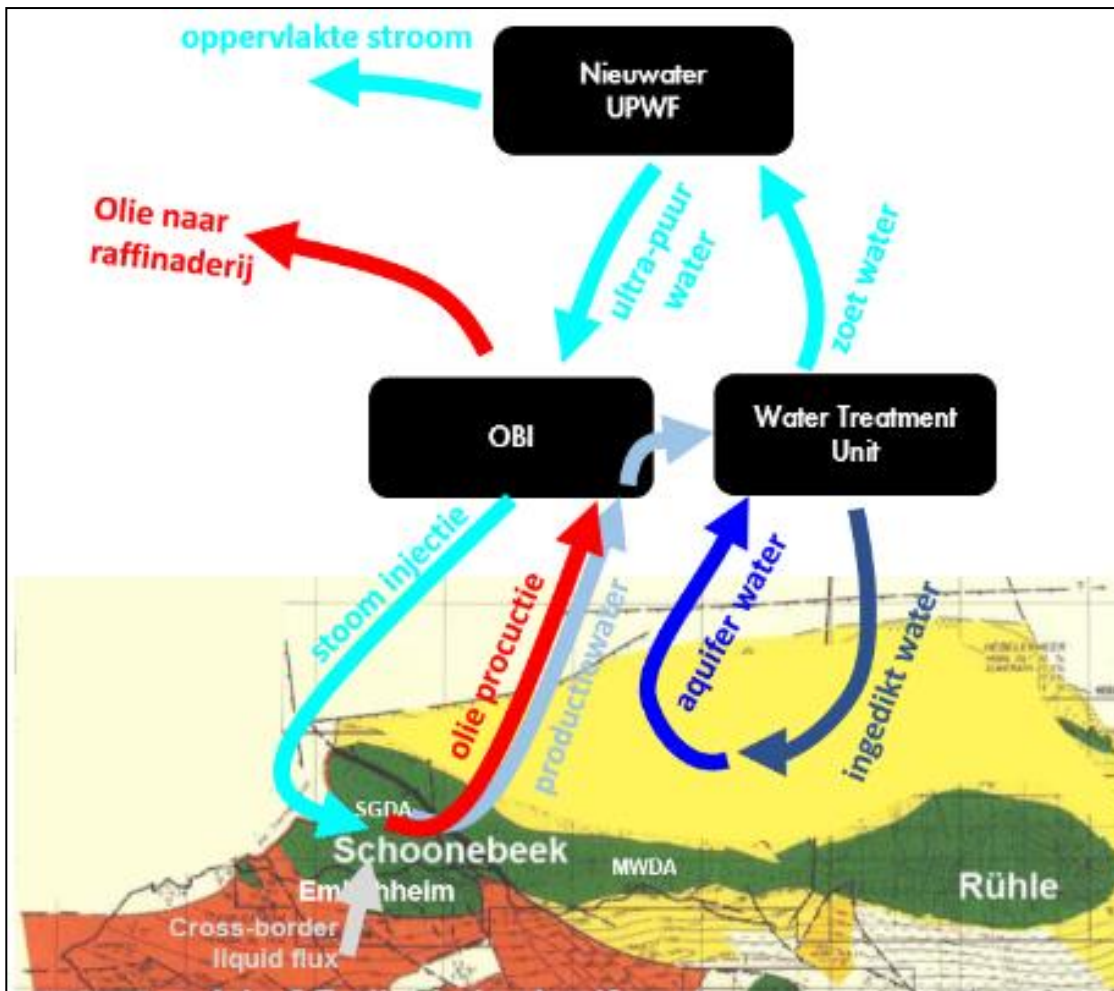 oppervlakte stroom
Nieuwater
UPWF
Olie naar
raffinaderij
ultra-puur
water
zoet water
OBI
Water Treatment
Unit
stoom injectie
olie procuctie
productiewater
aquifer water
ingedikt water
SGDA
Schoonebeek
MWDA
Rühle
Cross-border
liquid flux